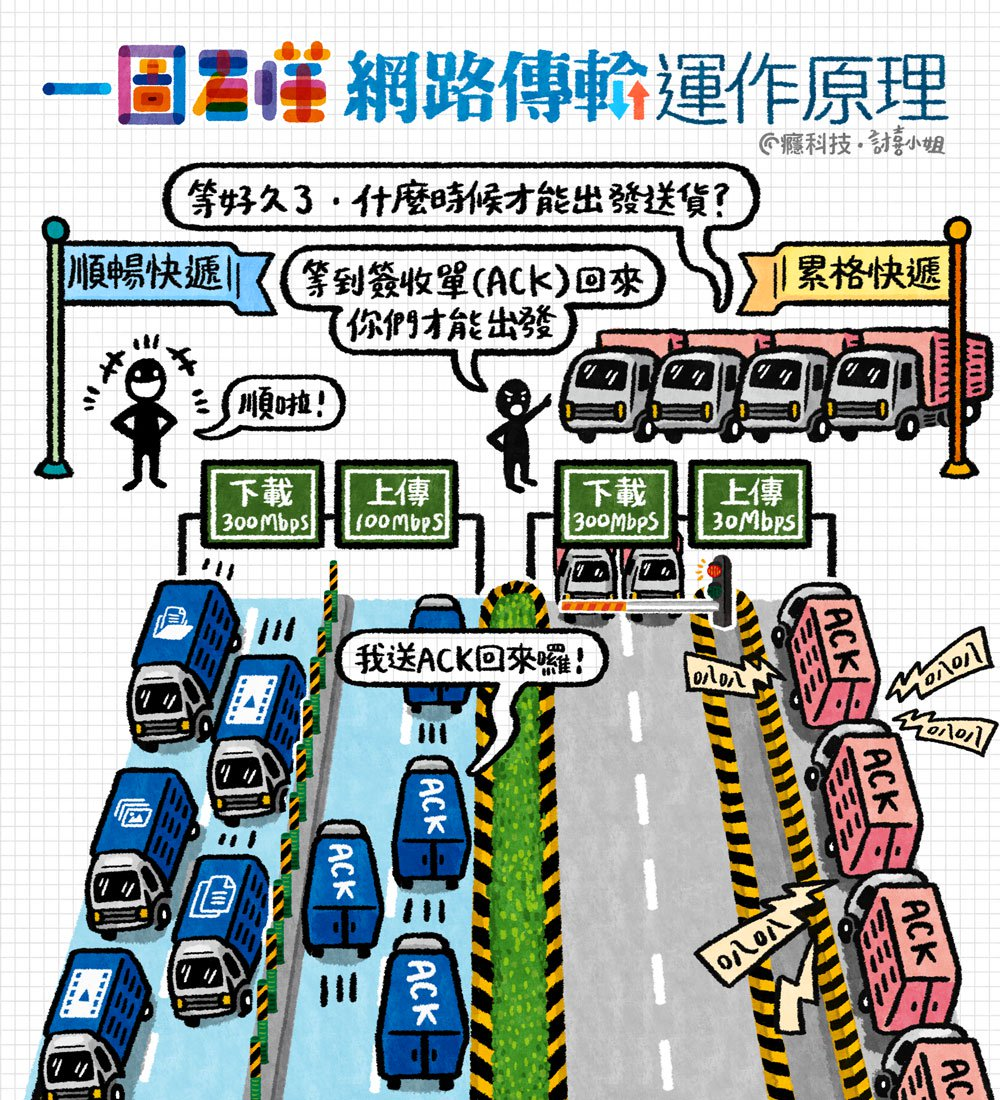 一圖看懂 網路傳輸 運作原理
@癮科技・討喜小姐
等好久了・什麼時候才能出發送貨?
順暢快遞
等到簽收單(ACK)回來
你們才能出發
累格快遞
順啦!
下載
300Mbps
上傳
100Mbps
下載
300Mbps
上傳
30Mbps
我送ACK回來囉!
ACK
ACK
ACK
ACK
ACK
ACK
ACK
叭叭
叭叭
叭叭
叭叭